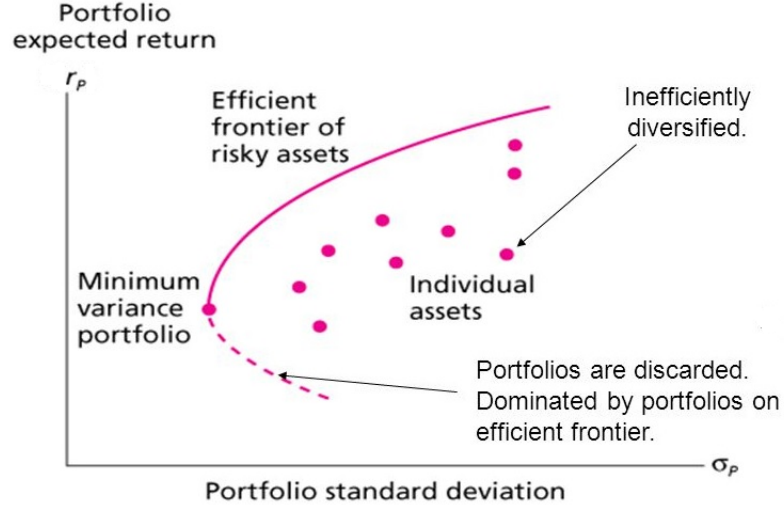 Portfolio
expected return
r_P
Efficient
frontier of
risky assets
Inefficiently
diversified.
Minimum
variance
portfolio
Individual
assets
Portfolios are discarded.
Dominated by portfolios on
efficient frontier.
σ_P
Portfolio standard deviation